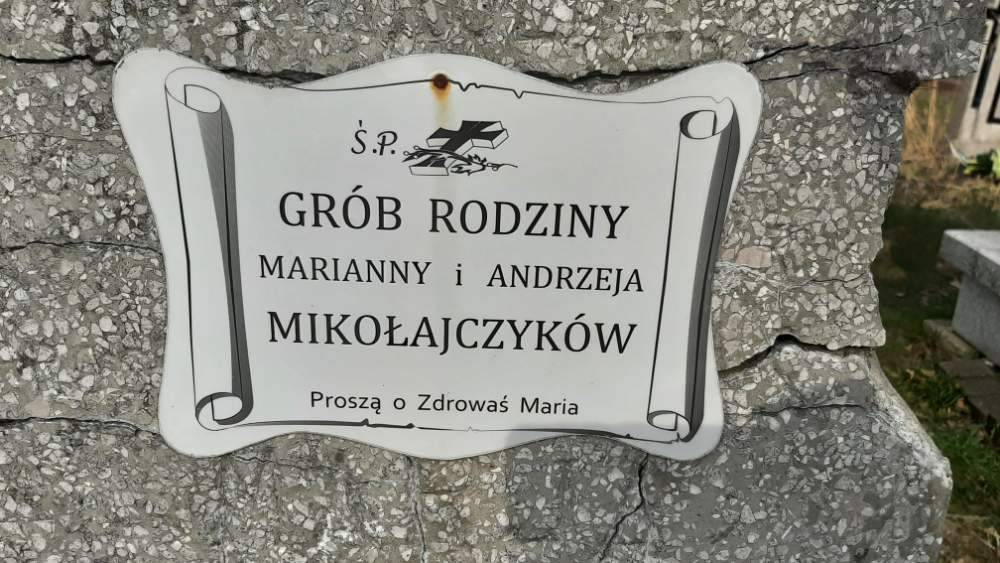 Ś.P.
GRÓB RODZINY
MARIANNY i ANDRZEJA
MIKOŁAJCZYKÓW
Proszą o Zdrowaś Maria